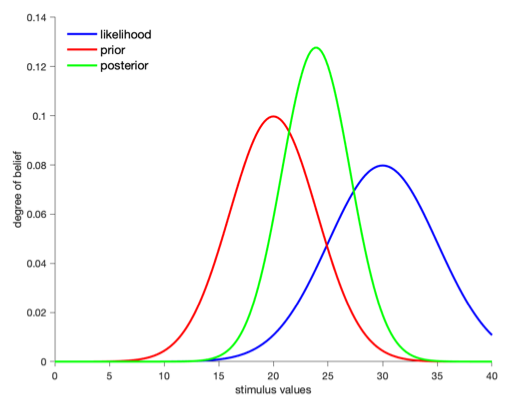 0.14
0.12
0.1
0.08
0.06
0.04
0.02
0
degree of belief
likelihood
prior
posterior
0 5 10 15 20 25 30 35 40
stimulus values